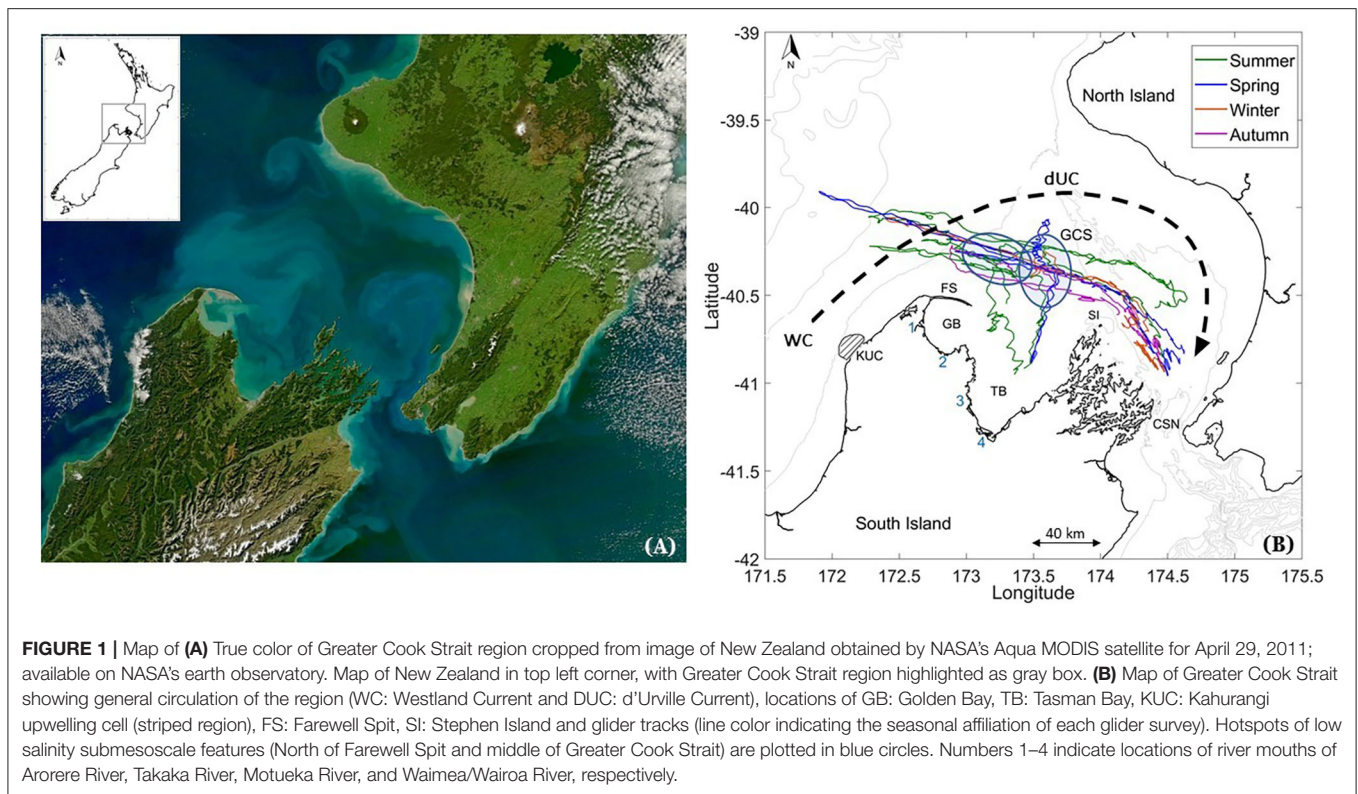 N
(A)
-39
-39.5
-40
-40.5
-41
-41.5
-42
Latitude
171.5
172
172.5
173
173.5
174
174.5
175
175.5
Longitude
N
Summer
Spring
Winter
Autumn
North Island
dUC
GCS
WC
FS
GB
SI
KUC
1
2
3
4
TB
CSN
South Island
40 km
(B)
FIGURE 1 | Map of (A) True color of Greater Cook Strait region cropped from image of New Zealand obtained by NASA's Aqua MODIS satellite for April 29, 2011;
available on NASA's earth observatory. Map of New Zealand in top left corner, with Greater Cook Strait region highlighted as gray box. (B) Map of Greater Cook Strait
showing general circulation of the region (WC: Westland Current and DUC: d'Urville Current), locations of GB: Golden Bay, TB: Tasman Bay, KUC: Kahurangi
upwelling cell (striped region), FS: Farewell Spit, SI: Stephen Island and glider tracks (line color indicating the seasonal affiliation of each glider survey). Hotspots of low
salinity submesoscale features (North of Farewell Spit and middle of Greater Cook Strait) are plotted in blue circles. Numbers 1–4 indicate locations of river mouths of
Arorere River, Takaka River, Motueka River, and Waimea/Wairoa River, respectively.